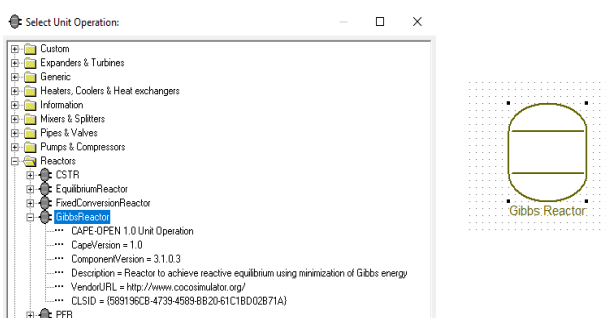 Select Unit Operation:
Custom
Expanders & Turbines
Generic
Heaters, Coolers & Heat exchangers
Information
Mixers & Splitters
Pipes & Valves
Pumps & Compressors
Reactors
CSTR
EquilibriumReactor
FixedConversionReactor
GibbsReactor
CAPE-OPEN 1.0 Unit Operation
CapeVersion = 1.0
ComponentVersion = 3.1.0.3
Description = Reactor to achieve reactive equilibrium using minimization of Gibbs energy
VendorURL = http://www.cocosimulator.org/
CLSID = {589196CB-4739-4589-BB20-61C1BD02B71A}
PFR
Gibbs Reactor